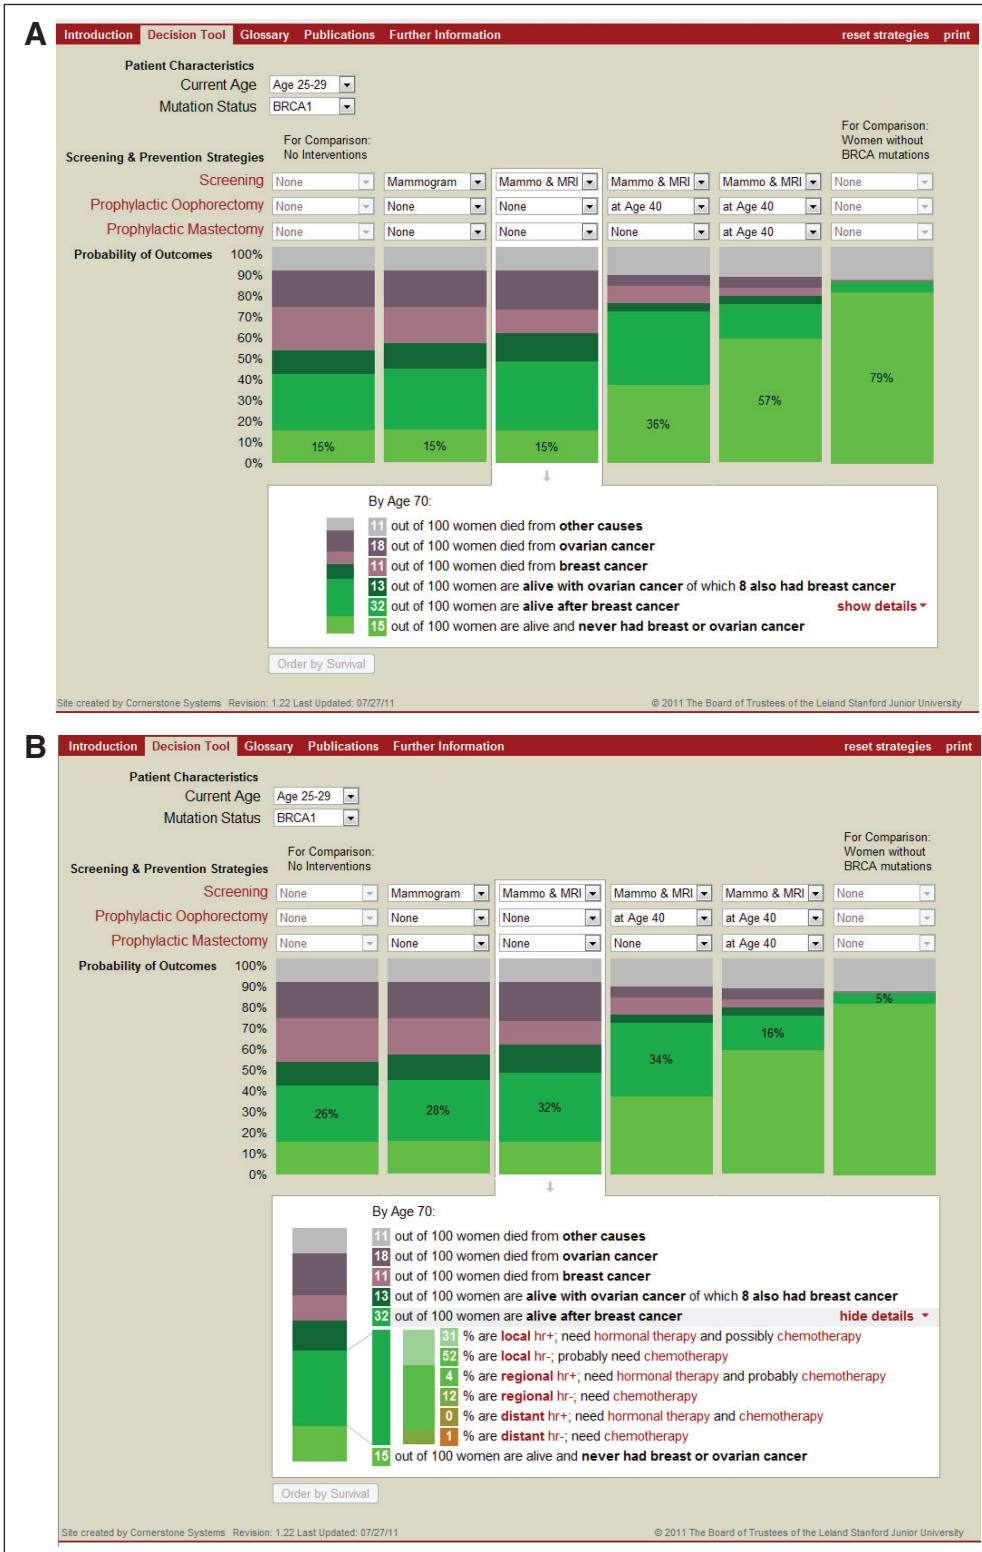 A
Introduction Decision Tool Glossary Publications Further Information reset strategies print
Patient Characteristics
Current Age Age 25-29
Mutation Status BRCA1
For Comparison:
No Interventions
For Comparison:
Women without
BRCA mutations
Screening & Prevention Strategies
Screening None Mammogram Mammo & MRI Mammo & MRI Mammo & MRI None
Prophylactic Oophorectomy None None None at Age 40 at Age 40 None
Prophylactic Mastectomy None None None None at Age 40 None
Probability of Outcomes 100%
90%
80%
70%
60%
50%
40%
30%
20%
10%
0%
15% 15% 15% 36% 57% 79%
By Age 70:
11 out of 100 women died from other causes
18 out of 100 women died from ovarian cancer
11 out of 100 women died from breast cancer
13 out of 100 women are alive with ovarian cancer of which 8 also had breast cancer
32 out of 100 women are alive after breast cancer show details
15 out of 100 women are alive and never had breast or ovarian cancer
Order by Survival
Site created by Cornerstone Systems Revision: 1.22 Last Updated: 07/27/11 © 2011 The Board of Trustees of the Leland Stanford Junior University
B
Introduction Decision Tool Glossary Publications Further Information reset strategies print
Patient Characteristics
Current Age Age 25-29
Mutation Status BRCA1
For Comparison:
No Interventions
For Comparison:
Women without
BRCA mutations
Screening & Prevention Strategies
Screening None Mammogram Mammo & MRI Mammo & MRI Mammo & MRI None
Prophylactic Oophorectomy None None None at Age 40 at Age 40 None
Prophylactic Mastectomy None None None None at Age 40 None
Probability of Outcomes 100%
90%
80%
70%
60%
50%
40%
30%
20%
10%
0%
26% 28% 32% 34% 16% 5%
By Age 70:
11 out of 100 women died from other causes
18 out of 100 women died from ovarian cancer
11 out of 100 women died from breast cancer
13 out of 100 women are alive with ovarian cancer of which 8 also had breast cancer
32 out of 100 women are alive after breast cancer hide details
31 % are local hr+; need hormonal therapy and possibly chemotherapy
52 % are local hr-; probably need chemotherapy
4 % are regional hr+; need hormonal therapy and probably chemotherapy
12 % are regional hr-; need chemotherapy
0 % are distant hr+; need hormonal therapy and chemotherapy
1 % are distant hr-; need chemotherapy
15 out of 100 women are alive and never had breast or ovarian cancer
Order by Survival
Site created by Cornerstone Systems Revision: 1.22 Last Updated: 07/27/11 © 2011 The Board of Trustees of the Leland Stanford Junior University